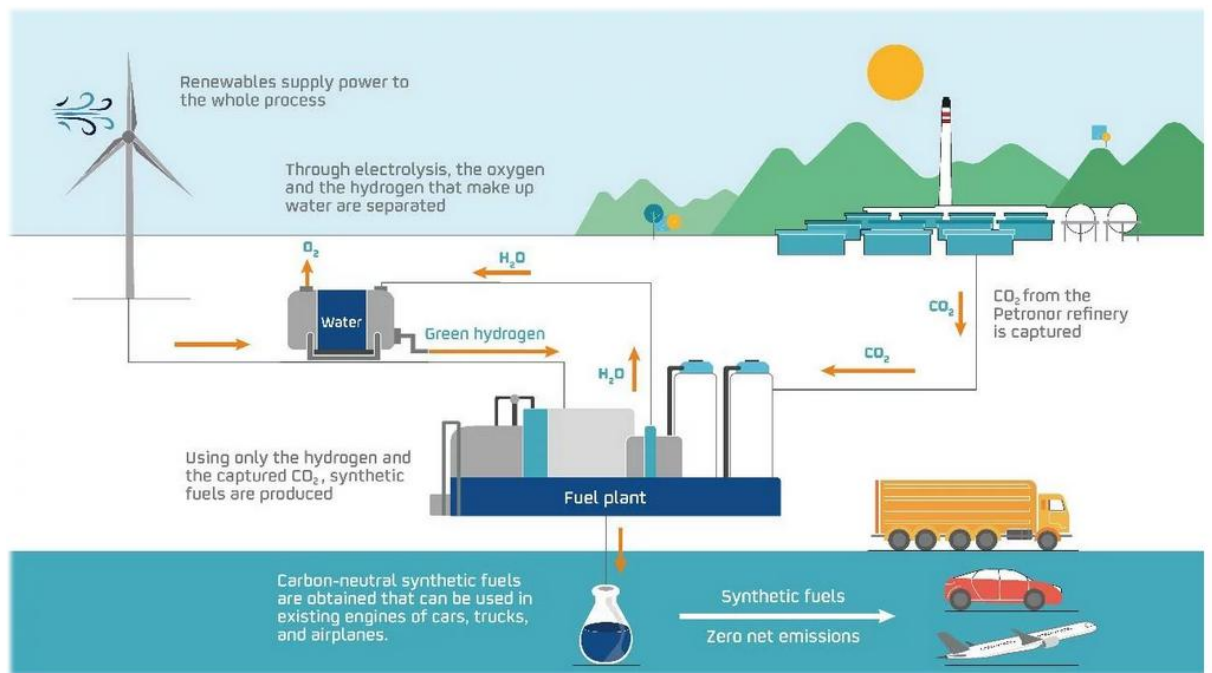 Renewables supply power to
the whole process
Through electrolysis, the oxygen
and the hydrogen that make up
water are separated
O₂
H₂O
Water
Green hydrogen
H₂O
CO₂
CO₂
CO₂ from the
Petronor refinery
is captured
Using only the hydrogen and
the captured CO₂, synthetic
fuels are produced
Fuel plant
Carbon-neutral synthetic fuels
are obtained that can be used in
existing engines of cars, trucks,
and airplanes.
Synthetic fuels
Zero net emissions